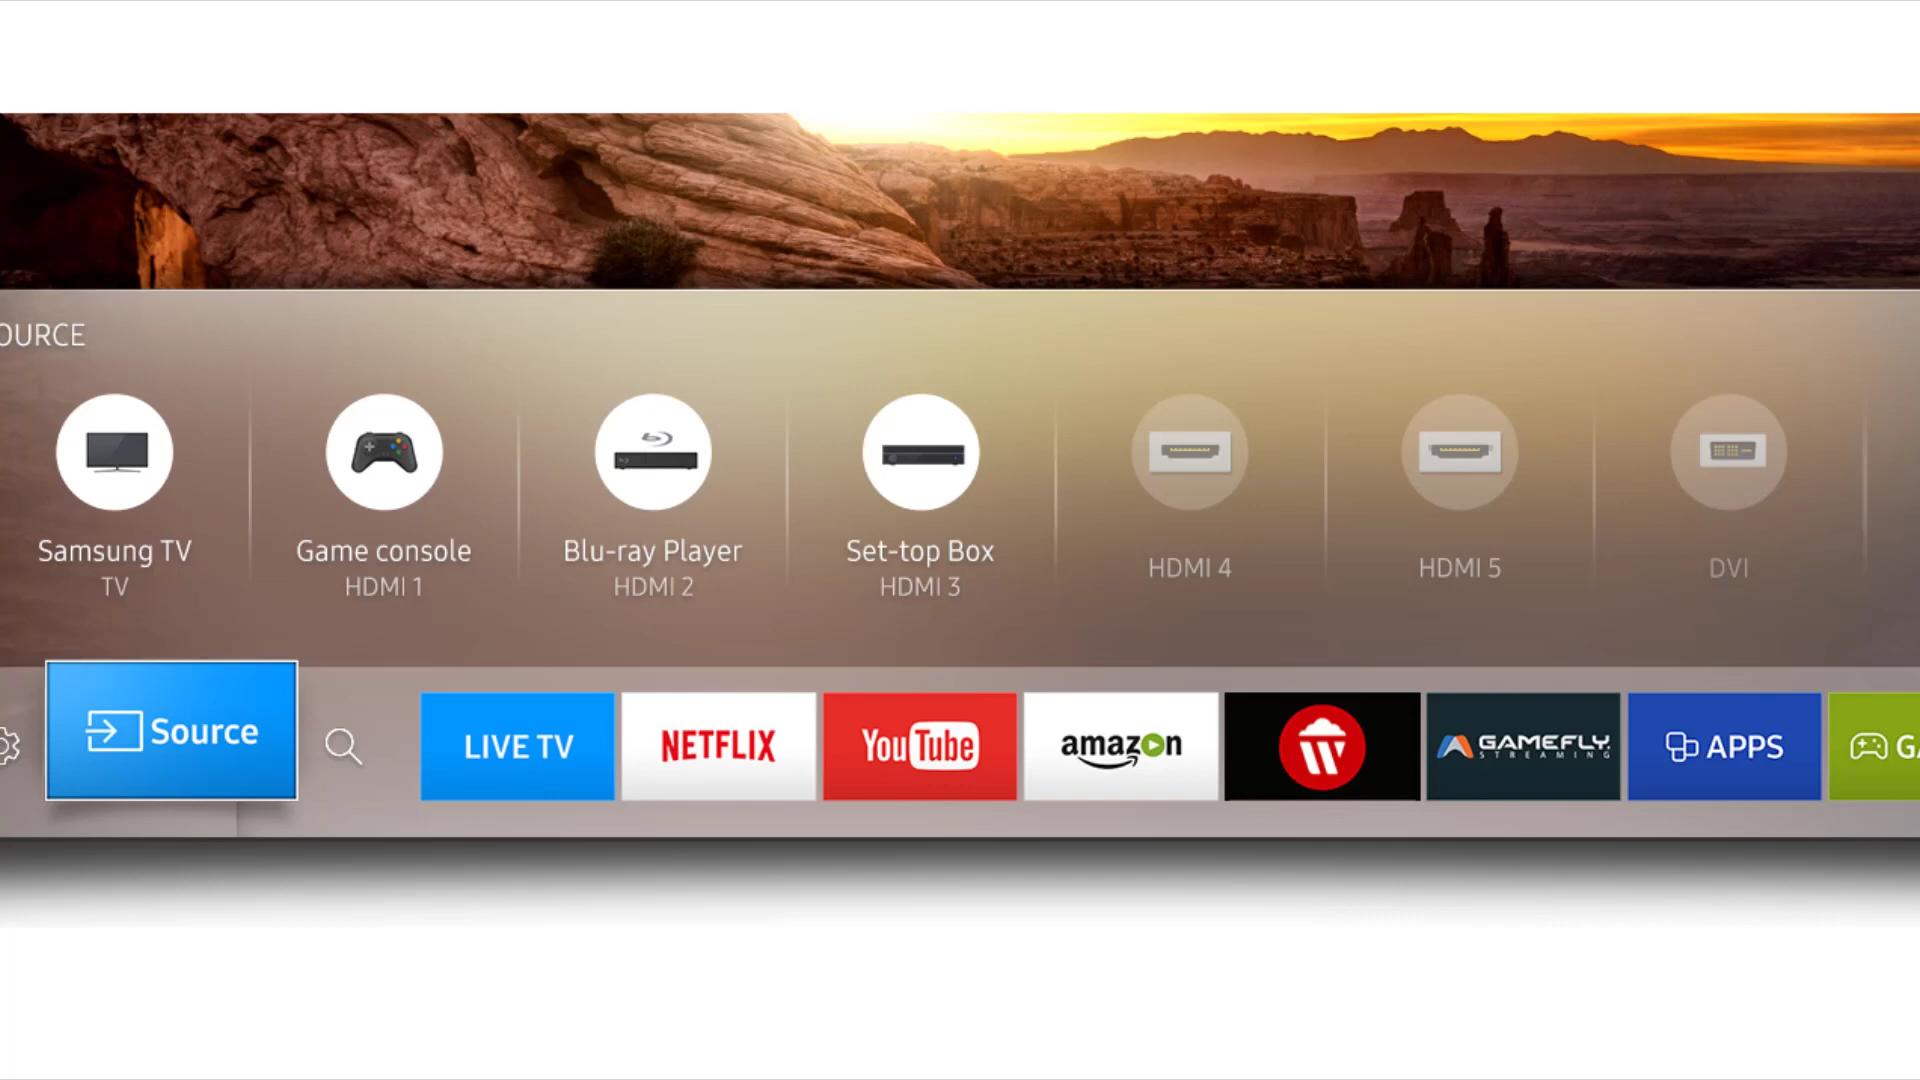 OURCE
Samsung TV
TV
Game console
HDMI 1
Blu-ray Player
HDMI 2
Set-top Box
HDMI 3
HDMI 4
HDMI 5
DVI
Source
LIVE TV
NETFLIX
YouTube
amazon
W
GAMEFLY
STREAMING
APPS
GA